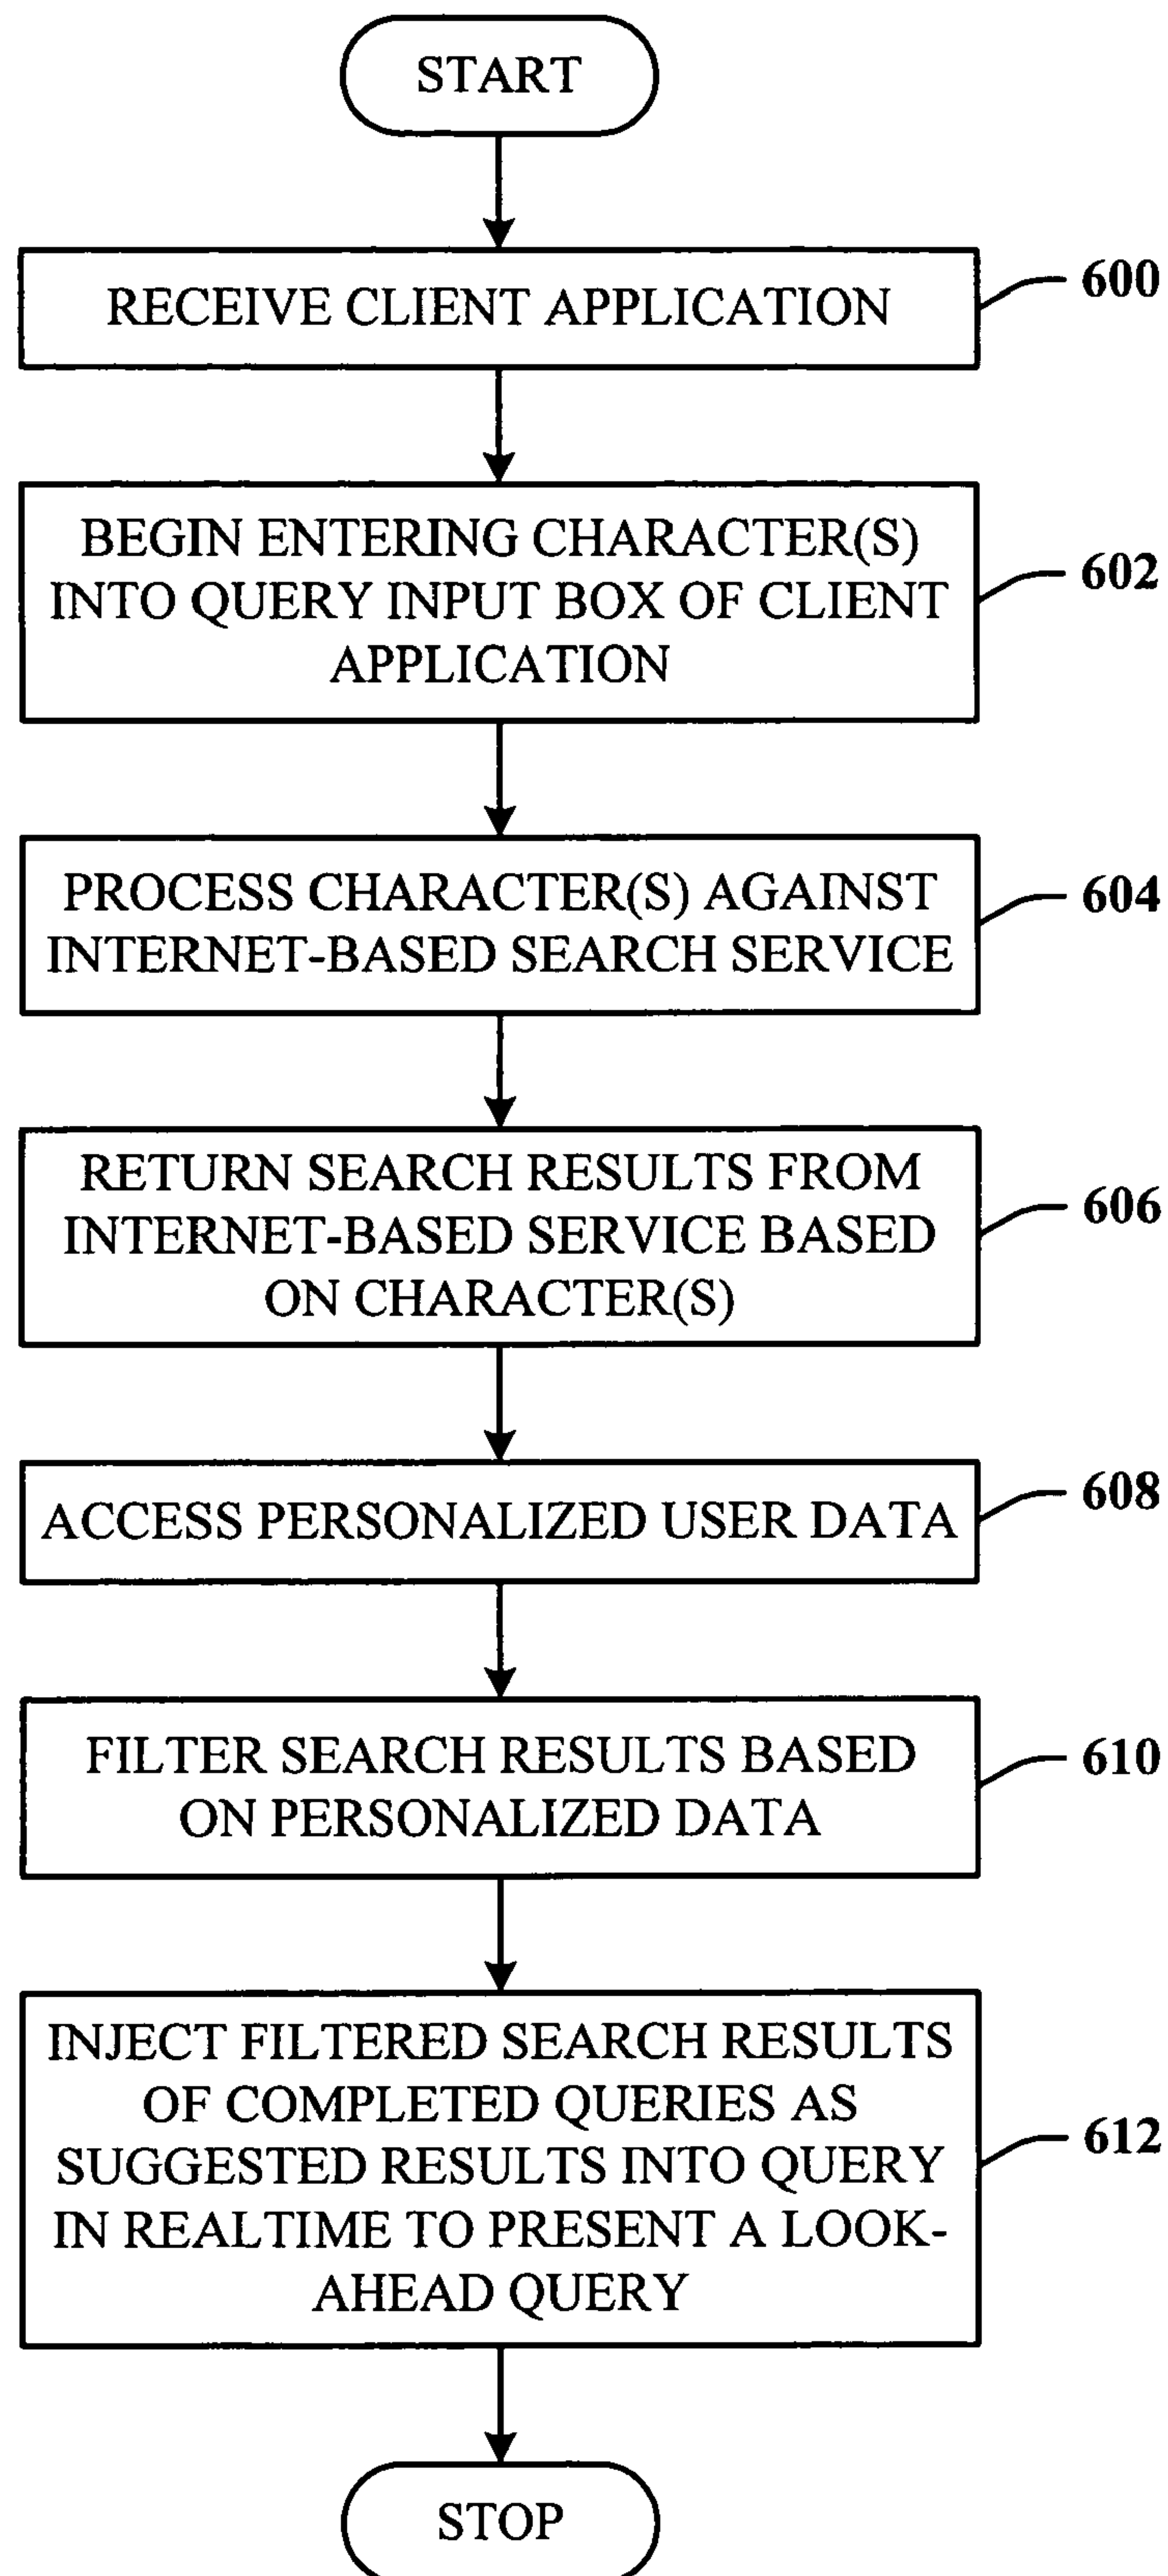 START
RECEIVE CLIENT APPLICATION
600
BEGIN ENTERING CHARACTER(S)
INTO QUERY INPUT BOX OF CLIENT
APPLICATION
602
PROCESS CHARACTER(S) AGAINST
INTERNET-BASED SEARCH SERVICE
604
RETURN SEARCH RESULTS FROM
INTERNET-BASED SERVICE BASED
ON CHARACTER(S)
606
ACCESS PERSONALIZED USER DATA
608
FILTER SEARCH RESULTS BASED
ON PERSONALIZED DATA
610
INJECT FILTERED SEARCH RESULTS
OF COMPLETED QUERIES AS
SUGGESTED RESULTS INTO QUERY
IN REALTIME TO PRESENT A LOOK-
AHEAD QUERY
612
STOP